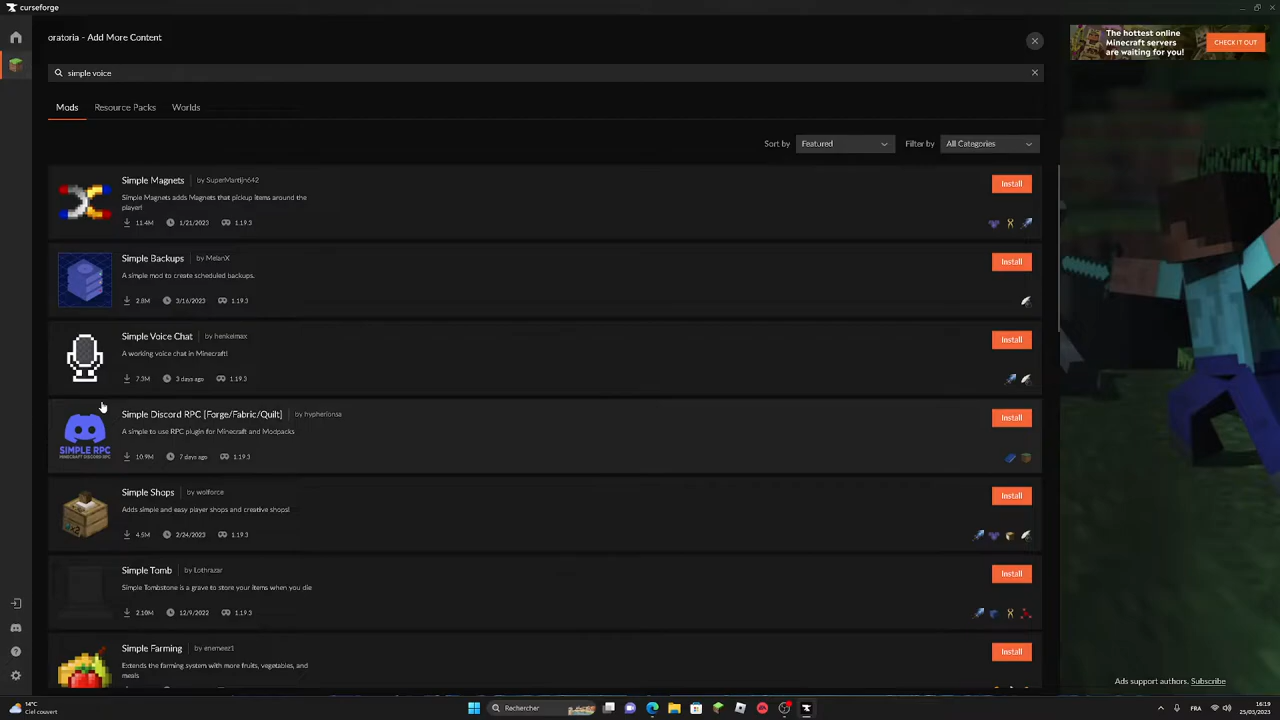 curseforge
oratoria - Add More Content
The hottest online
Minecraft servers
are waiting for you!
CHECK IT OUT
simple voice
Mods
Resource Packs
Worlds
Sort by
Featured
Filter by
All Categories
Simple Magnets
by SuperMartijn642
Simple Magnets adds Magnets that pickup items around the
player!
11.4M
1/21/2023
1.19.3
Install
Simple Backups
by MelanX
A simple mod to create scheduled backups.
2.8M
3/16/2023
1.19.3
Install
Simple Voice Chat
by henkelmax
A working voice chat in Minecraft!
7.3M
3 days ago
1.19.3
Install
SIMPLE RPC
MINECRAFT DISCORD RPC
Simple Discord RPC [Forge/Fabric/Quilt]
by hypherionsa
A simple to use RPC plugin for Minecraft and Modpacks
10.9M
7 days ago
1.19.3
Install
Simple Shops
by wolforce
Adds simple and easy player shops and creative shops!
4.5M
2/24/2023
1.19.3
Install
Simple Tomb
by Lothrazar
Simple Tombstone is a grave to store your items when you die
2.10M
12/9/2022
1.19.3
Install
Simple Farming
by enemeez1
Extends the farming system with more fruits, vegetables, and
meals
Install
Ads support authors. Subscribe
14°C
Ciel couvert
Rechercher
FRA
16:19
25/03/2023